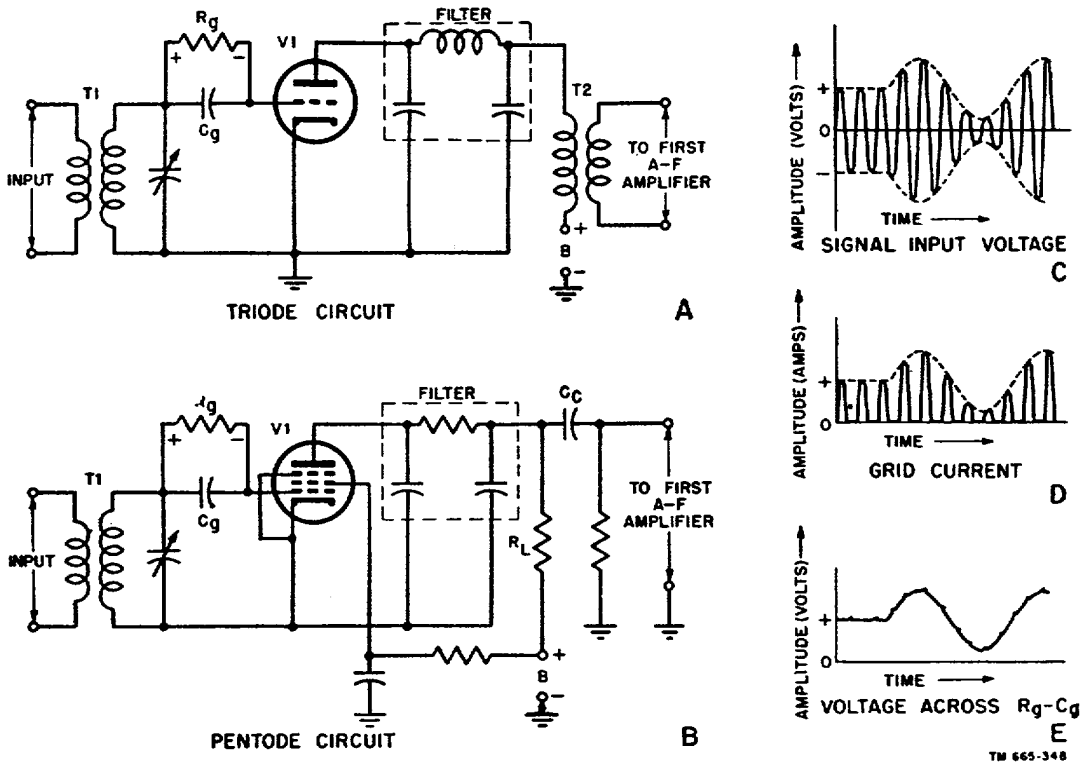 Rg
+ -
V1
FILTER
T1
Cg
T2
INPUT
TO FIRST
A-F
AMPLIFIER
+
B
-
TRIODE CIRCUIT
A
Rg
+ -
V1
FILTER
CC
T1
Cg
TO FIRST
A-F
AMPLIFIER
INPUT
RL
+
B
-
PENTODE CIRCUIT
B
AMPLITUDE (VOLTS)
+
0
-
TIME
SIGNAL INPUT VOLTAGE
C
AMPLITUDE (AMPS)
+
0
TIME
GRID CURRENT
D
AMPLITUDE (VOLTS)
+
0
TIME
VOLTAGE ACROSS Rg-Cg
E
TM 665-348